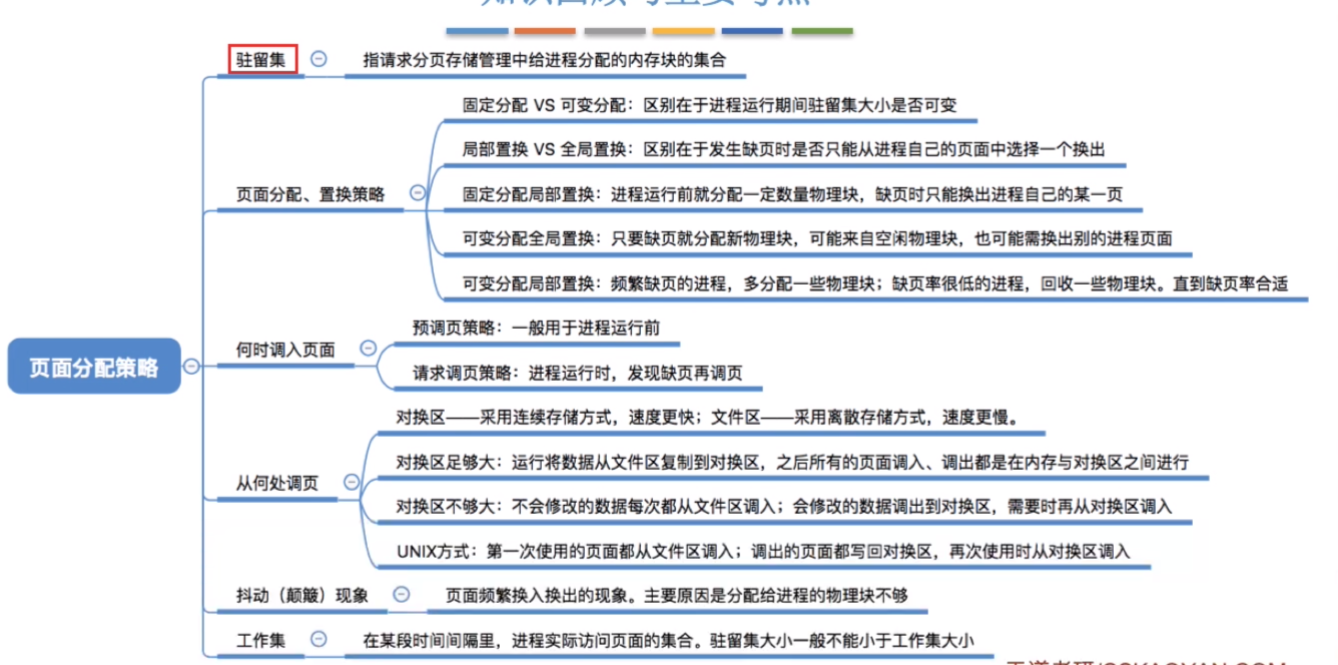 知识回顾与重要考点
驻留集
指请求分页存储管理中给进程分配的内存块的集合
页面分配、置换策略
固定分配 VS 可变分配：区别在于进程运行期间驻留集大小是否可变
局部置换 VS 全局置换：区别在于发生缺页时是否只能从进程自己的页面中选择一个换出
固定分配局部置换：进程运行前就分配一定数量物理块，缺页时只能换出进程自己的某一页
可变分配全局置换：只要缺页就分配新物理块，可能来自空闲物理块，也可能需换出别的进程页面
可变分配局部置换：频繁缺页的进程，多分配一些物理块；缺页率很低的进程，回收一些物理块。直到缺页率合适
页面分配策略
何时调入页面
预调页策略：一般用于进程运行前
请求调页策略：进程运行时，发现缺页再调页
从何处调页
对换区——采用连续存储方式，速度更快；文件区——采用离散存储方式，速度更慢。
对换区足够大：运行将数据从文件区复制到对换区，之后所有的页面调入、调出都是在内存与对换区之间进行
对换区不够大：不会修改的数据每次都从文件区调入；会修改的数据调出到对换区，需要时再从对换区调入
UNIX方式：第一次使用的页面都从文件区调入；调出的页面都写回对换区，再次使用时从对换区调入
抖动（颠簸）现象
页面频繁换入换出的现象。主要原因是分配给进程的物理块不够
工作集
在某段时间间隔里，进程实际访问页面的集合。驻留集大小一般不能小于工作集大小